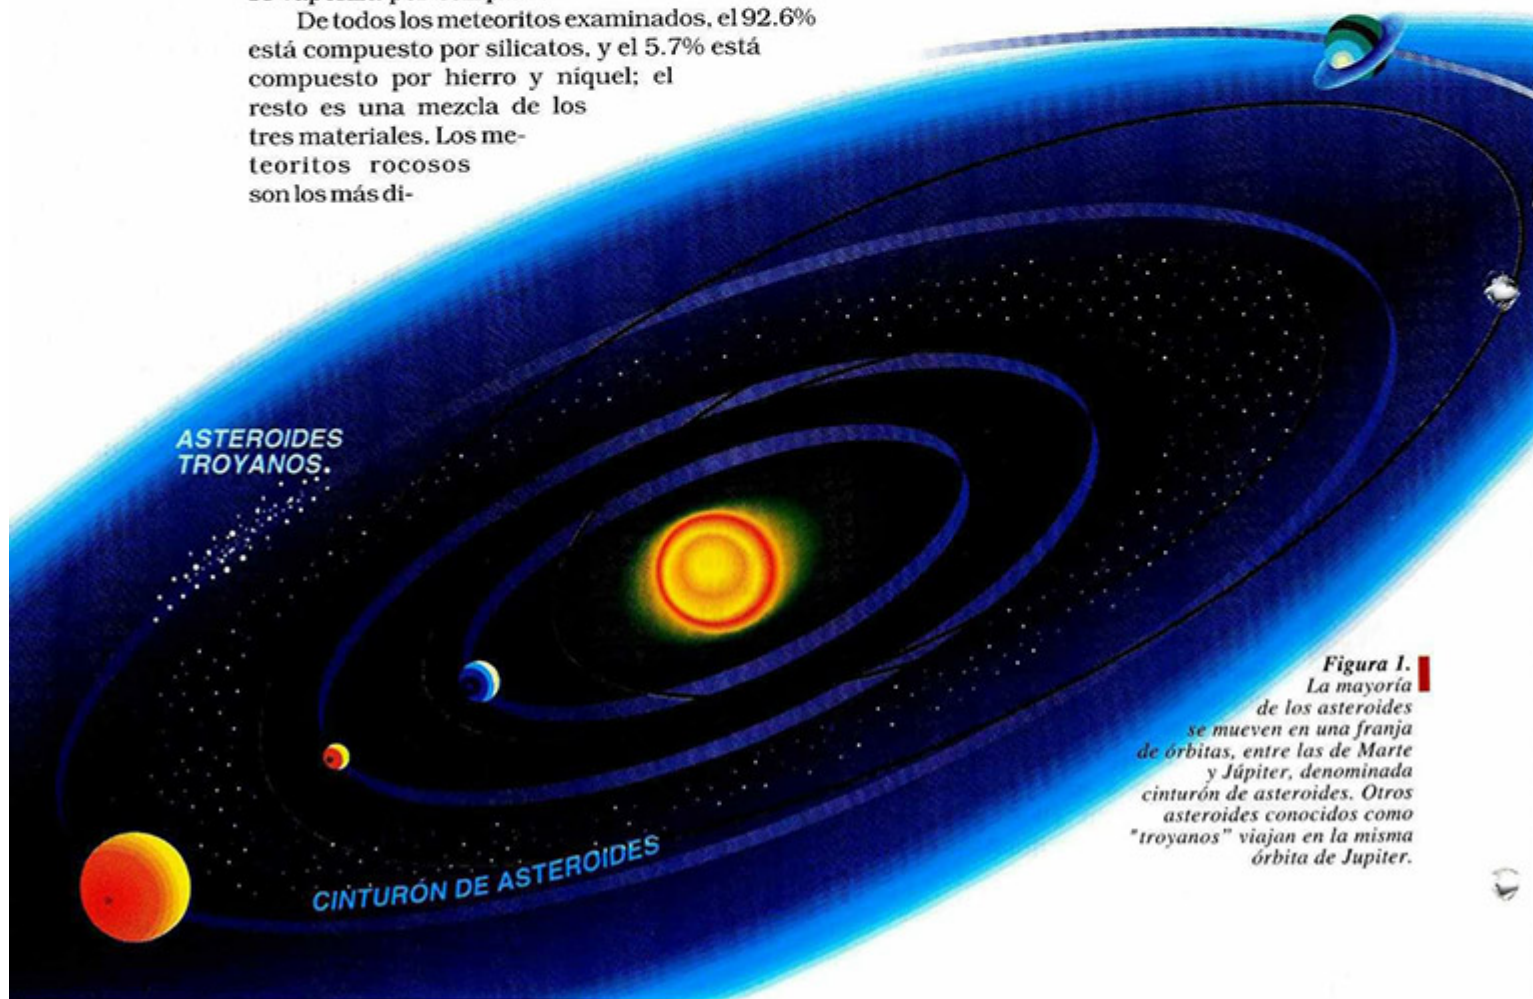 De todos los meteoritos examinados, el 92.6%
está compuesto por silicatos, y el 5.7% está
compuesto por hierro y níquel; el
resto es una mezcla de los
tres materiales. Los me-
teoritos rocosos
son los más di-
ASTEROIDES
TROYANOS.
CINTURÓN DE ASTEROIDES
Figura 1.
La mayoría
de los asteroides
se mueven en una franja
de órbitas, entre las de Marte
y Júpiter, denominada
cinturón de asteroides. Otros
asteroides conocidos como
"troyanos" viajan en la misma
órbita de Jupiter.